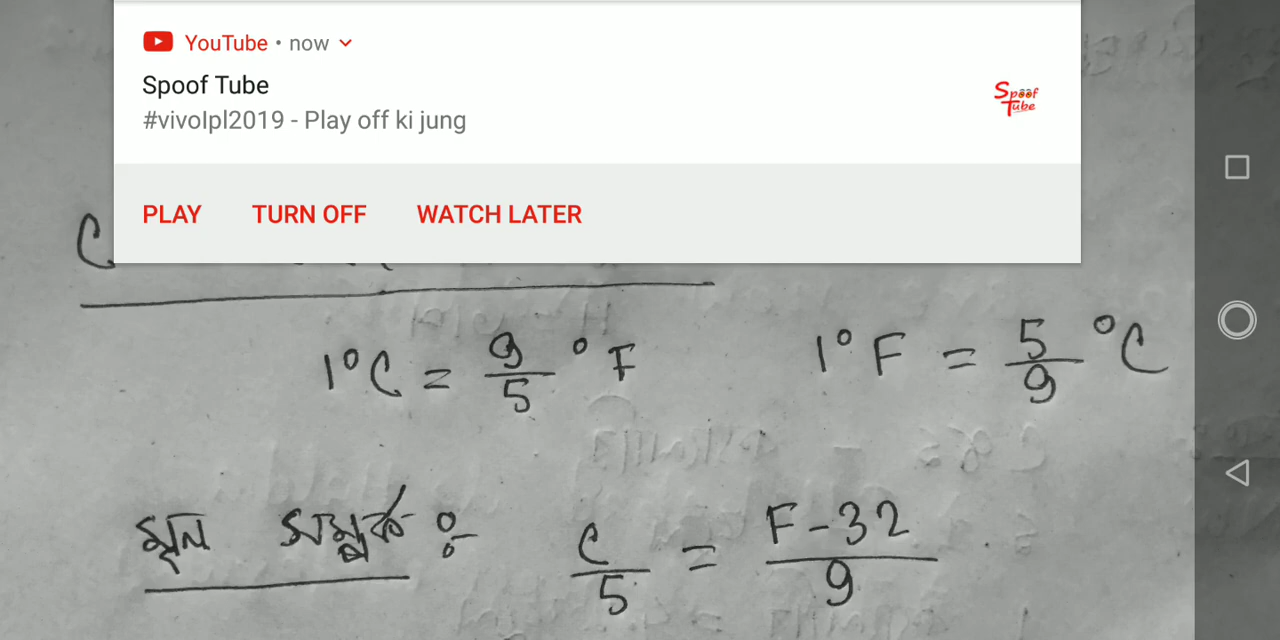 YouTube • now
Spoof Tube
#vivoIpl2019 - Play off ki jung
Spoof Tube
PLAY TURN OFF WATCH LATER
C
1°C = 9/5 °F
1°F = 5/9 °C
মূল সম্পর্ক ঃ- C/5 = F-32/9